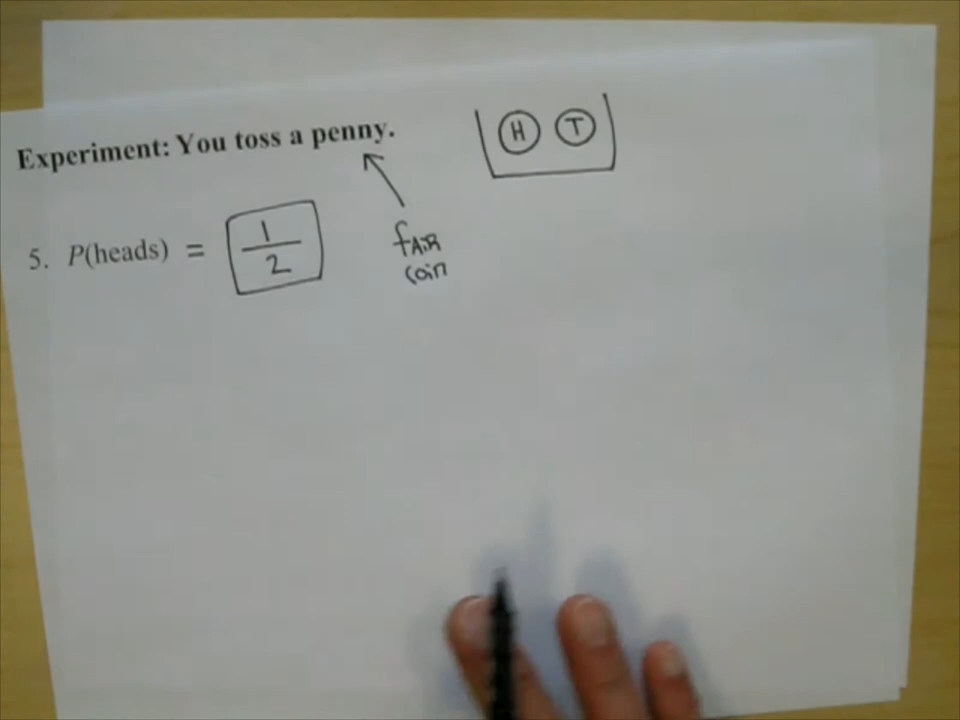 Experiment: You toss a penny.
H T
5. P(heads) = 1/2
fAIR
coin